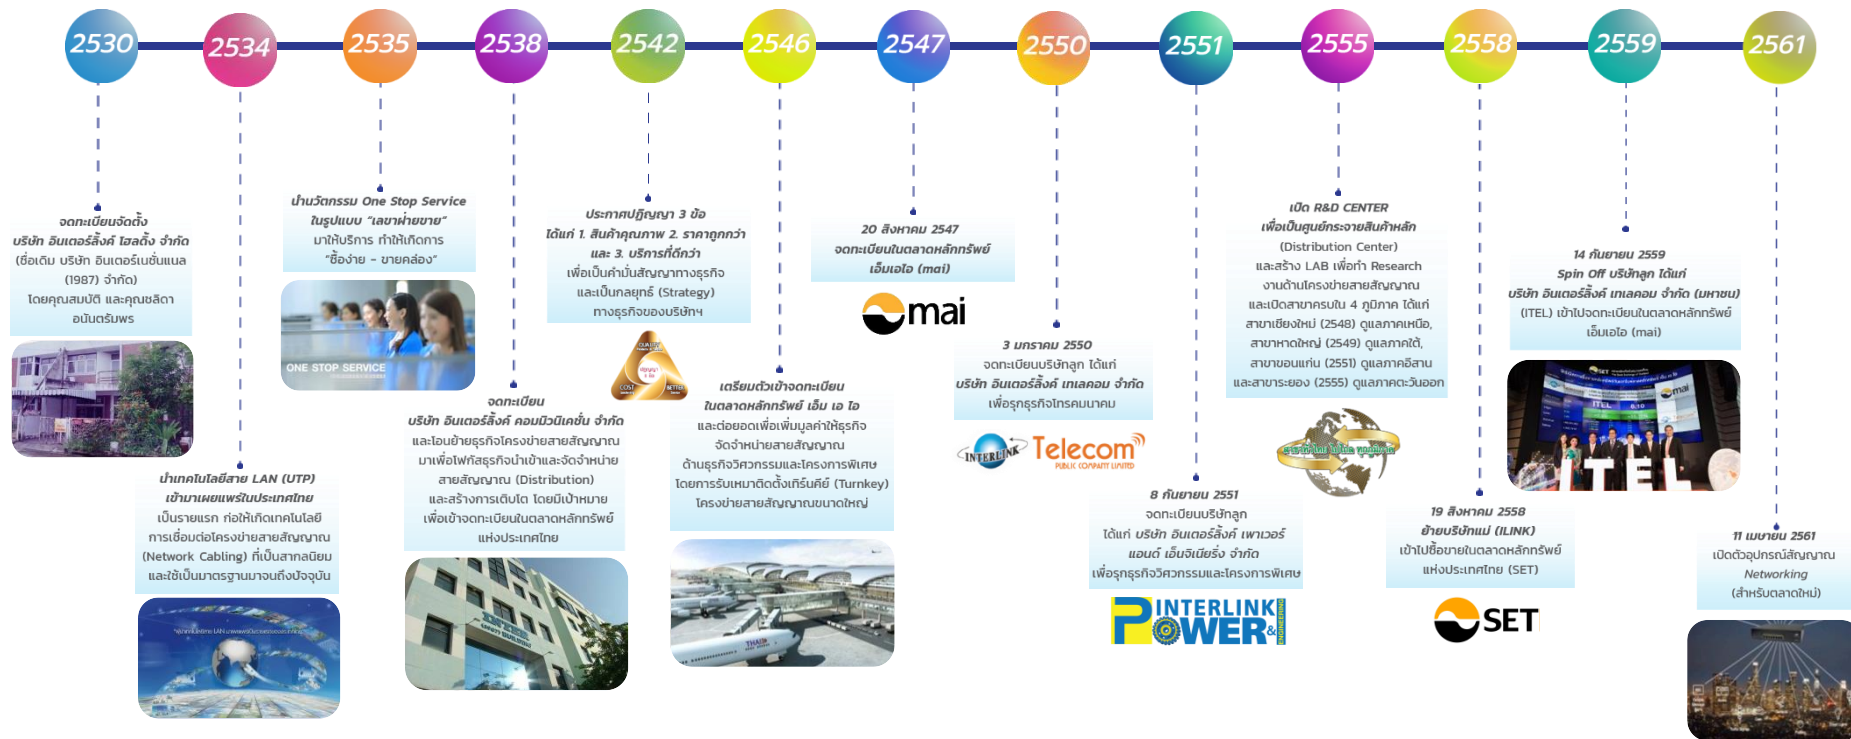 2530
2534
2535
2538
2542
2546
2547
2550
2551
2555
2558
2559
2561
จดทะเบียนจัดตั้ง
บริษัท อินเตอร์ลิ้งค์ โฮลดิ้ง จำกัด
(ชื่อเดิม บริษัท อินเตอร์เนชั่นแนล
(1987) จำกัด)
โดยคุณสมบัติ และคุณชลิดา
อนันตรัมพร
นำเทคโนโลยีสาย LAN (UTP)
เข้ามาเผยแพร่ในประเทศไทย
เป็นรายแรก ก่อให้เกิดเทคโนโลยี
การเชื่อมต่อโครงข่ายสายสัญญาณ
(Network Cabling) ที่เป็นสากลนิยม
และใช้เป็นมาตรฐานมาจนถึงปัจจุบัน
นำนวัตกรรม One Stop Service
ในรูปแบบ "เลขาฝ่ายขาย"
มาให้บริการ ทำให้เกิดการ
"ซื้อง่าย - ขายคล่อง"
ONE STOP SERVICE
จดทะเบียน
บริษัท อินเตอร์ลิ้งค์ คอมมิวนิเคชั่น จำกัด
และโอนย้ายธุรกิจโครงข่ายสายสัญญาณ
มาเพื่อโฟกัสธุรกิจนำเข้าและจัดจำหน่าย
สายสัญญาณ (Distribution)
และสร้างการเติบโต โดยมีเป้าหมาย
เพื่อเข้าจดทะเบียนในตลาดหลักทรัพย์
แห่งประเทศไทย
ประกาศปฏิญญา 3 ข้อ
ได้แก่ 1. สินค้าคุณภาพ 2. ราคาถูกกว่า
และ 3. บริการที่ดีกว่า
เพื่อเป็นคำมั่นสัญญาทางธุรกิจ
และเป็นกลยุทธ์ (Strategy)
ทางธุรกิจของบริษัทฯ
QUALITY
COST
BETTER
เตรียมตัวเข้าจดทะเบียน
ในตลาดหลักทรัพย์ เอ็ม เอ ไอ
และต่อยอดเพื่อเพิ่มมูลค่าให้ธุรกิจ
จัดจำหน่ายสายสัญญาณ
ด้านธุรกิจวิศวกรรมและโครงการพิเศษ
โดยการรับเหมาติดตั้งเทิร์นคีย์ (Turnkey)
โครงข่ายสายสัญญาณขนาดใหญ่
THAI
20 สิงหาคม 2547
จดทะเบียนในตลาดหลักทรัพย์
เอ็มเอไอ (mai)
mai
3 มกราคม 2550
จดทะเบียนบริษัทลูก ได้แก่
บริษัท อินเตอร์ลิ้งค์ เทเลคอม จำกัด
เพื่อรุกธุรกิจโทรคมนาคม
INTERLINK Telecom
PUBLIC COMPANY LIMITED
8 กันยายน 2551
จดทะเบียนบริษัทลูก
ได้แก่ บริษัท อินเตอร์ลิ้งค์ เพาเวอร์
แอนด์ เอ็นจิเนียริ่ง จำกัด
เพื่อรุกธุรกิจวิศวกรรมและโครงการพิเศษ
INTERLINK
POWER & ENGINEERING
เปิด R&D CENTER
เพื่อเป็นศูนย์กระจายสินค้าหลัก
(Distribution Center)
และสร้าง LAB เพื่อทำ Research
งานด้านโครงข่ายสายสัญญาณ
และเปิดสาขาครบใน 4 ภูมิภาค ได้แก่
สาขาเชียงใหม่ (2548) ดูแลภาคเหนือ,
สาขาหาดใหญ่ (2549) ดูแลภาคใต้,
สาขาขอนแก่น (2551) ดูแลภาคอีสาน
และสาขาระยอง (2555) ดูแลภาคตะวันออก
19 สิงหาคม 2558
ย้ายบริษัทแม่ (ILINK)
เข้าไปซื้อขายในตลาดหลักทรัพย์
แห่งประเทศไทย (SET)
SET
14 กันยายน 2559
Spin Off บริษัทลูก ได้แก่
บริษัท อินเตอร์ลิ้งค์ เทเลคอม จำกัด (มหาชน)
(ITEL) เข้าไปจดทะเบียนในตลาดหลักทรัพย์
เอ็มเอไอ (mai)
SET
mai
ITEL
ITEL
11 เมษายน 2561
เปิดตัวอุปกรณ์สัญญาณ
Networking
(สำหรับตลาดใหม่)